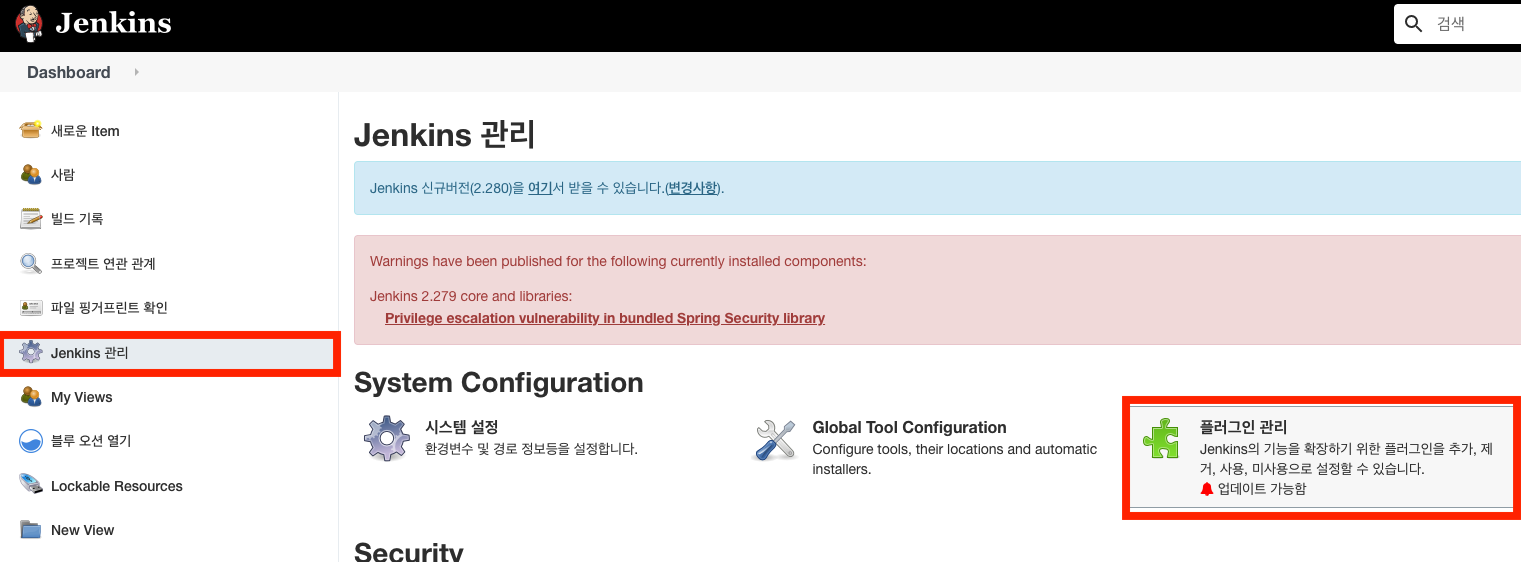 Jenkins
검색
Dashboard
새로운 Item
사람
빌드 기록
프로젝트 연관 관계
파일 핑거프린트 확인
Jenkins 관리
My Views
블루 오션 열기
Lockable Resources
New View
Jenkins 관리
Jenkins 신규버전(2.280)을 여기서 받을 수 있습니다.(변경사항).
Warnings have been published for the following currently installed components:
Jenkins 2.279 core and libraries:
Privilege escalation vulnerability in bundled Spring Security library
System Configuration
시스템 설정
환경변수 및 경로 정보등을 설정합니다.
Global Tool Configuration
Configure tools, their locations and automatic
installers.
플러그인 관리
Jenkins의 기능을 확장하기 위한 플러그인을 추가, 제
거, 사용, 미사용으로 설정할 수 있습니다.
업데이트 가능함
Security